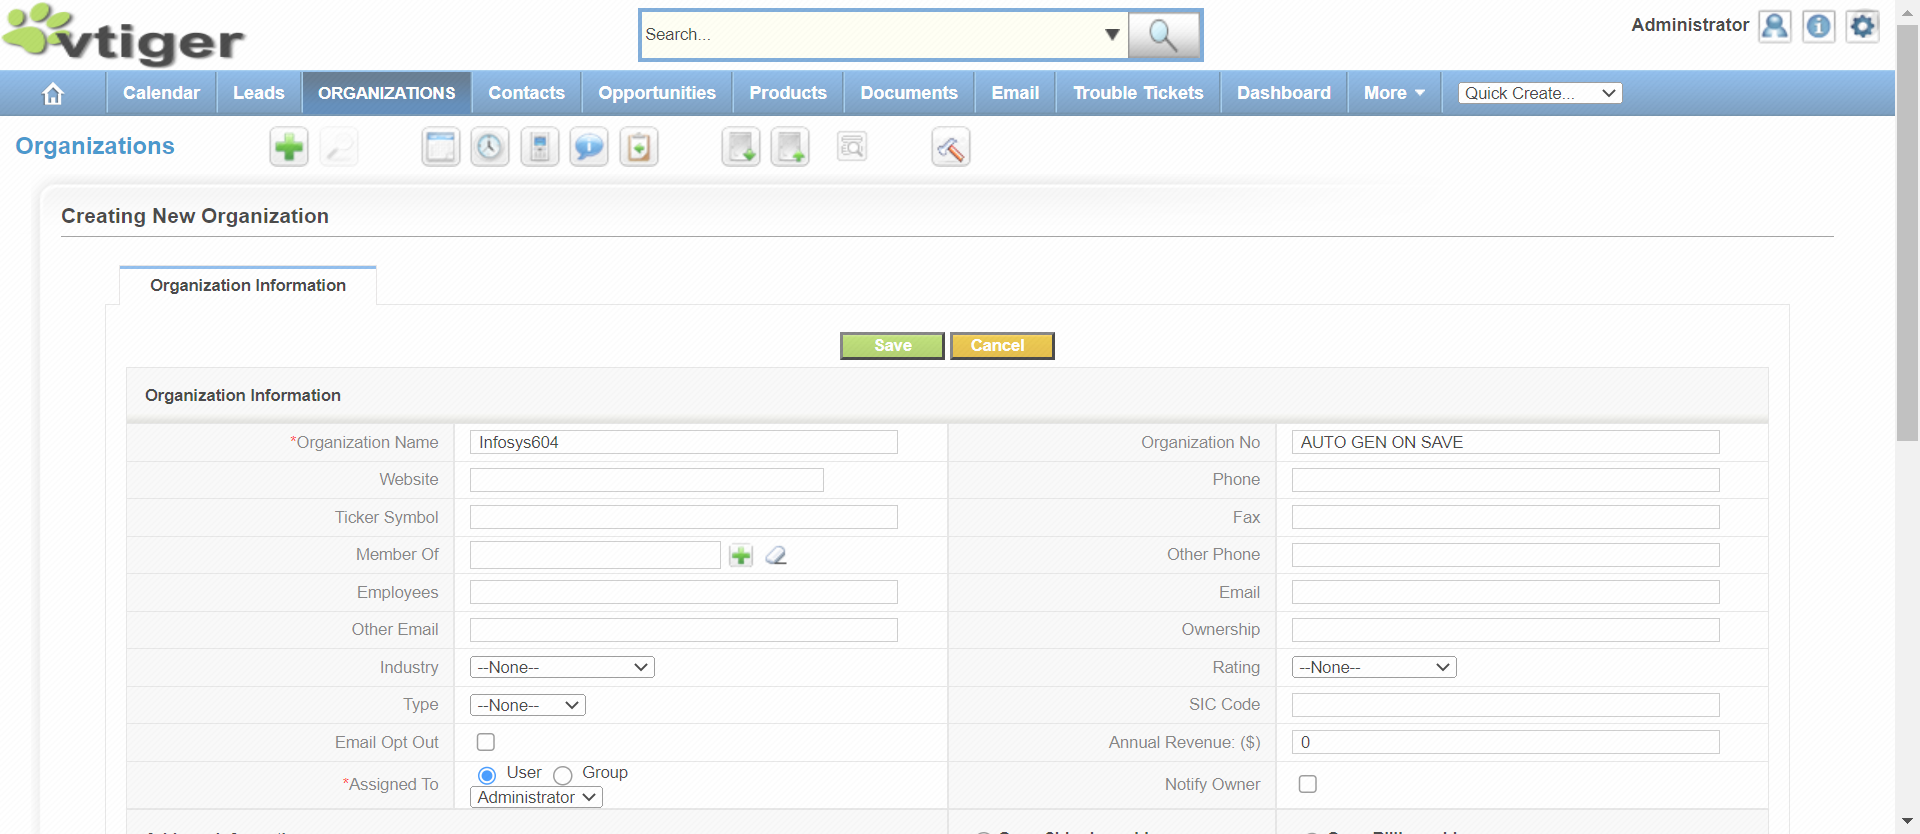 vtiger
Search...
Administrator
Calendar Leads ORGANIZATIONS Contacts Opportunities Products Documents Email Trouble Tickets Dashboard More Quick Create...
Organizations
Creating New Organization
Organization Information
Save Cancel
Organization Information
*Organization Name Infosys604 Organization No AUTO GEN ON SAVE
Website Phone
Ticker Symbol Fax
Member Of Other Phone
Employees Email
Other Email Ownership
Industry --None-- Rating --None--
Type --None-- SIC Code
Email Opt Out Annual Revenue: ($) 0
*Assigned To User Group Notify Owner
Administrator